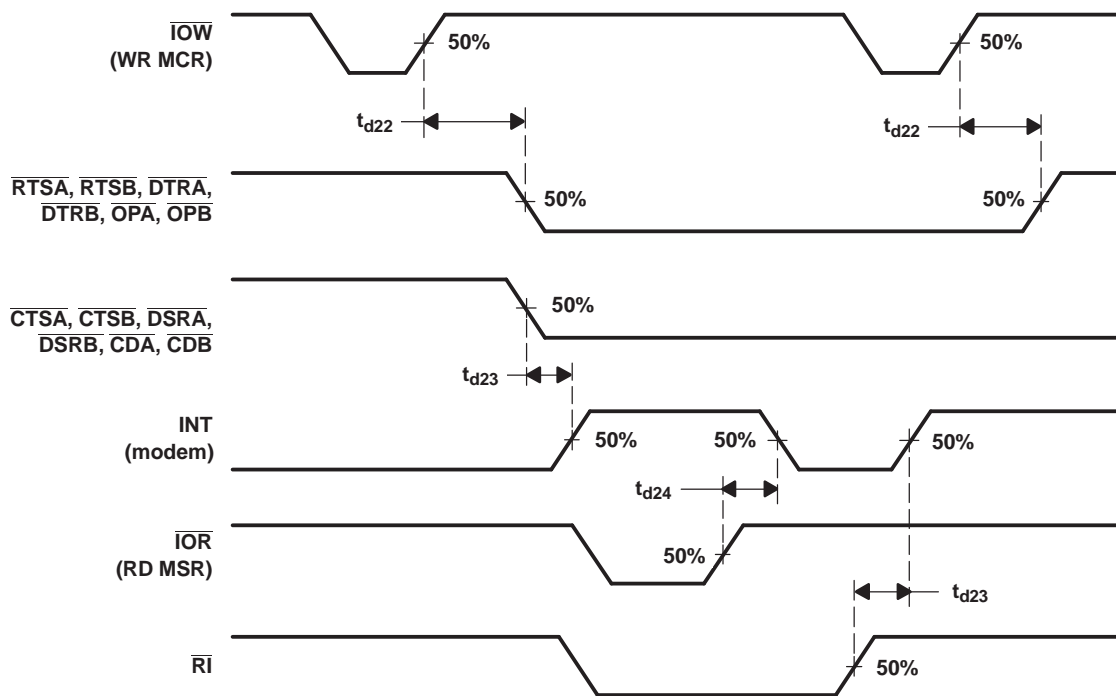 IOW
(WR MCR)
50%
50%
td22
td22
RTSA, RTSB, DTRA,
DTRB, OPA, OPB
50%
50%
CTSA, CTSB, DSRA,
DSRB, CDA, CDB
50%
td23
INT
(modem)
50%
50%
50%
td24
IOR
(RD MSR)
50%
td23
RI
50%